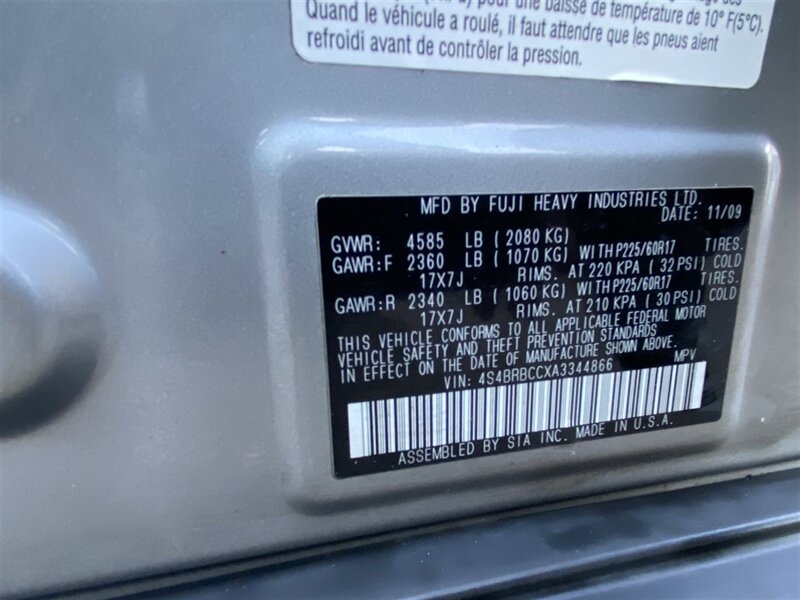 pour une baisse de température de 10° F(5°C).
Quand le véhicule a roulé, il faut attendre que les pneus aient
refroidi avant de contrôler la pression.
MFD BY FUJI HEAVY INDUSTRIES LTD.
DATE: 11/09
GVWR: 4585 LB ( 2080 KG)
GAWR:F 2360 LB ( 1070 KG) WITH P225/60R17 TIRES.
17X7J RIMS. AT 220 KPA ( 32 PSI) COLD
GAWR:R 2340 LB ( 1060 KG) WITH P225/60R17 TIRES.
17X7J RIMS. AT 210 KPA ( 30 PSI) COLD
THIS VEHICLE CONFORMS TO ALL APPLICABLE FEDERAL MOTOR
VEHICLE SAFETY AND THEFT PREVENTION STANDARDS
IN EFFECT ON THE DATE OF MANUFACTURE SHOWN ABOVE.
VIN: 4S4BRBCCXA3344866 MPV
ASSEMBLED BY SIA INC. MADE IN U.S.A.